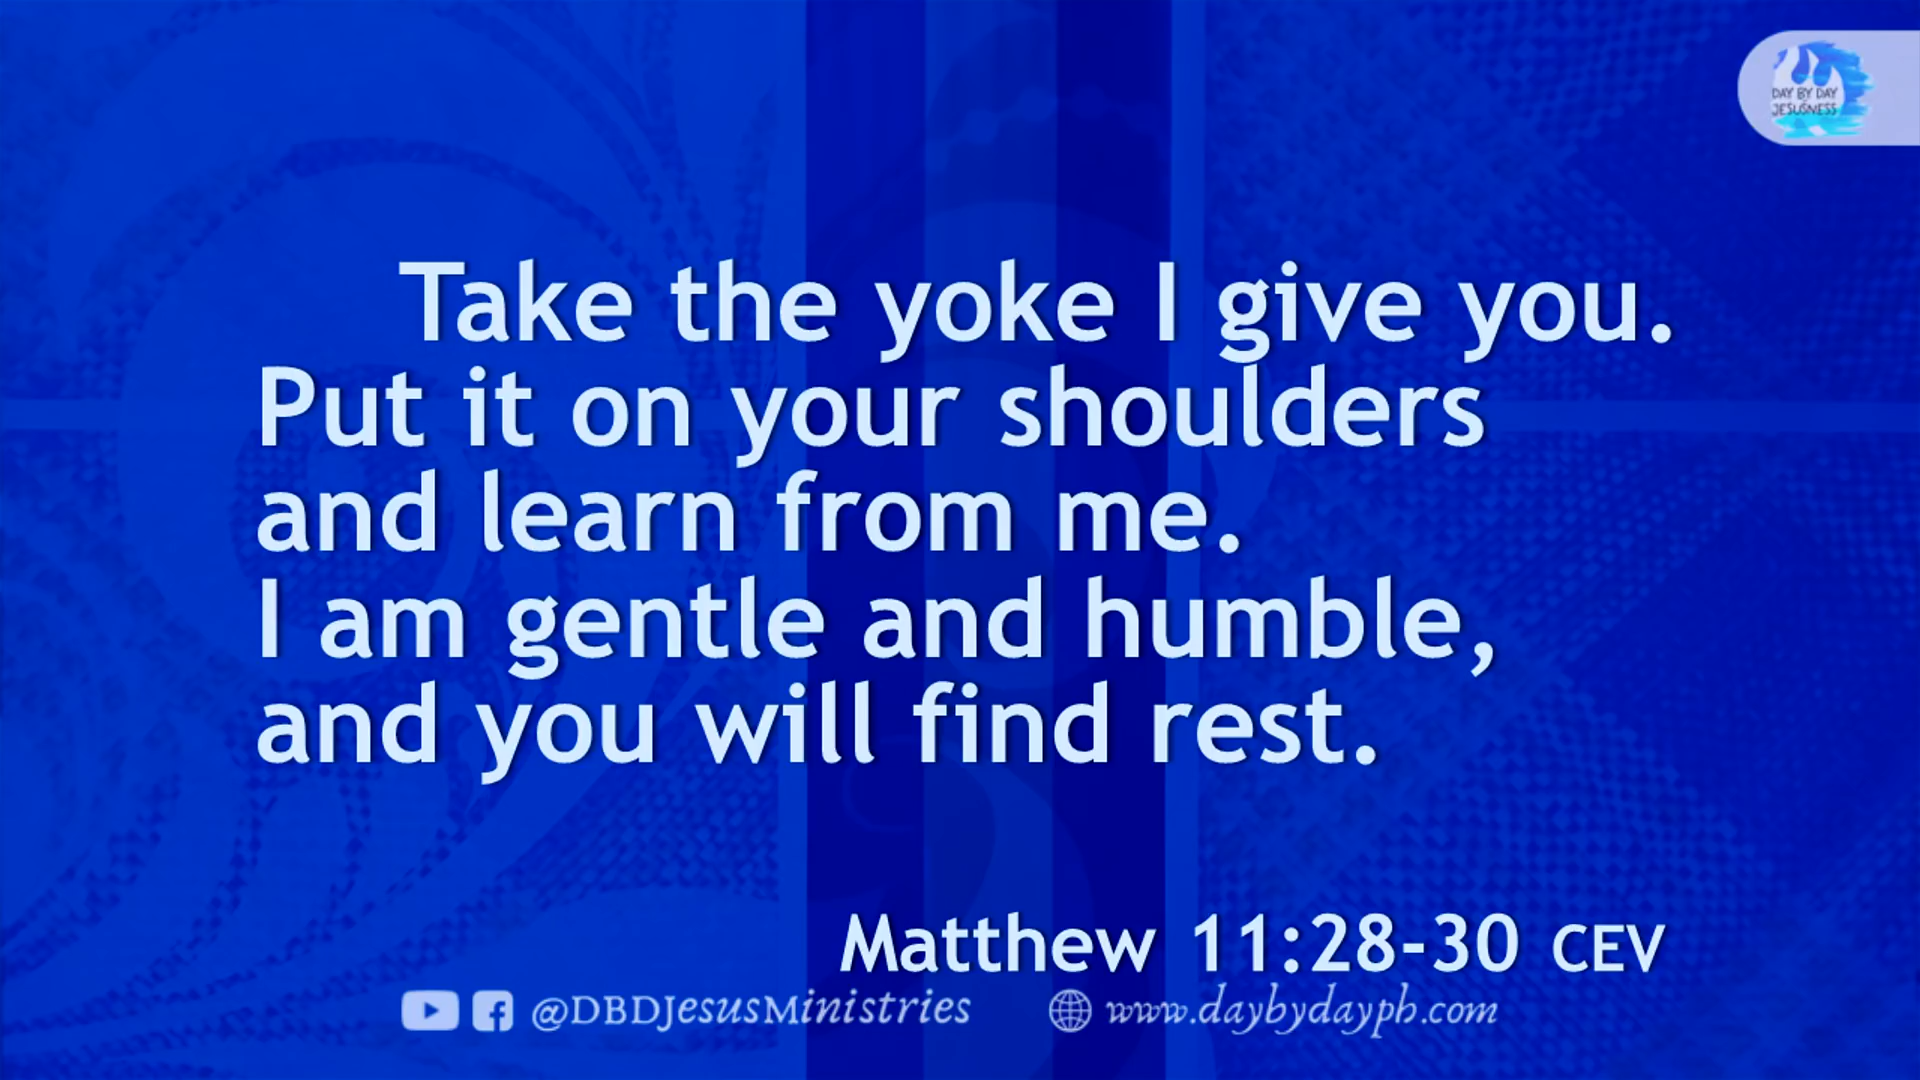 DAY BY DAY
JESUSNESS
Take the yoke I give you.
Put it on your shoulders
and learn from me.
I am gentle and humble,
and you will find rest.
Matthew 11:28-30 CEV
@DBDJesusMinistries www.daybydayph.com